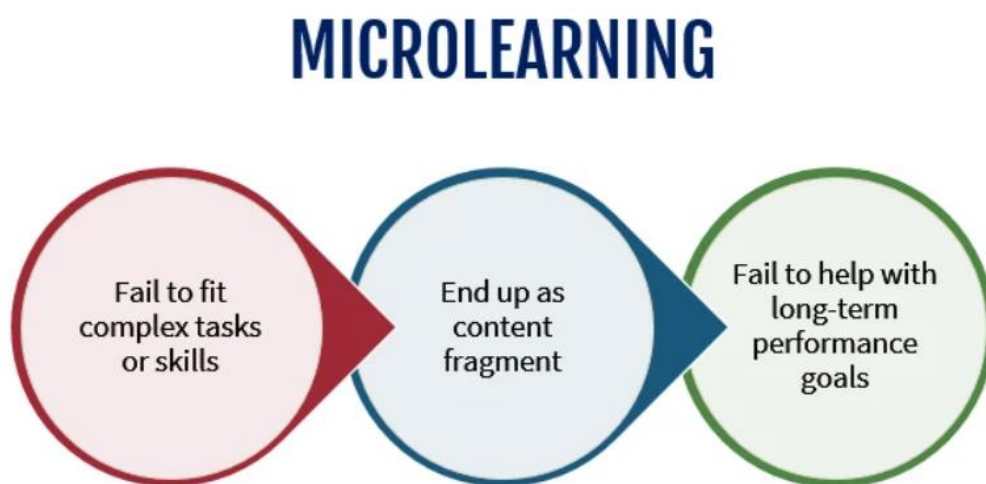 MICROLEARNING
Fail to fit
complex tasks
or skills
End up as
content
fragment
Fail to help with
long-term
performance
goals